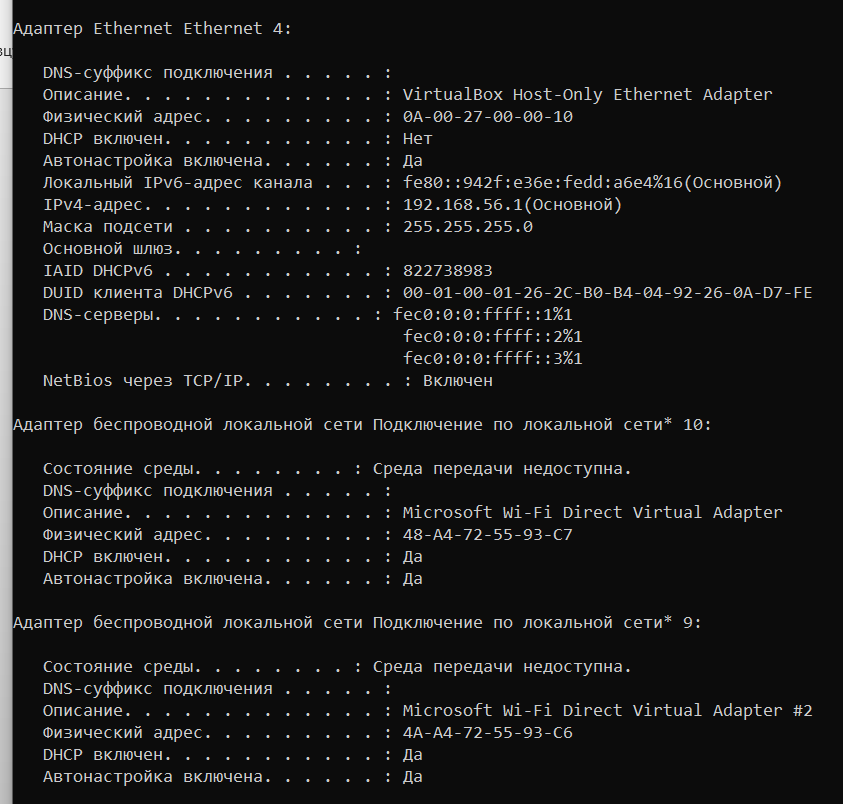 Адаптер Ethernet Ethernet 4:
DNS-суффикс подключения . . . . . :
Описание. . . . . . . . . . . . . : VirtualBox Host-Only Ethernet Adapter
Физический адрес. . . . . . . . . : 0A-00-27-00-00-10
DHCP включен. . . . . . . . . . . : Нет
Автонастройка включена. . . . . . : Да
Локальный IPv6-адрес канала . . . : fe80::942f:e36e:fedd:a6e4%16(Основной)
IPv4-адрес. . . . . . . . . . . . : 192.168.56.1(Основной)
Маска подсети . . . . . . . . . . : 255.255.255.0
Основной шлюз. . . . . . . . . :
IAID DHCPv6 . . . . . . . . . . . : 822738983
DUID клиента DHCPv6 . . . . . . . : 00-01-00-01-26-2C-B0-B4-04-92-26-0A-D7-FE
DNS-серверы. . . . . . . . . . . : fec0:0:0:ffff::1%1
fec0:0:0:ffff::2%1
fec0:0:0:ffff::3%1
NetBios через TCP/IP. . . . . . . . : Включен
Адаптер беспроводной локальной сети Подключение по локальной сети* 10:
Состояние среды. . . . . . . . : Среда передачи недоступна.
DNS-суффикс подключения . . . . . :
Описание. . . . . . . . . . . . . : Microsoft Wi-Fi Direct Virtual Adapter
Физический адрес. . . . . . . . . : 48-A4-72-55-93-C7
DHCP включен. . . . . . . . . . . : Да
Автонастройка включена. . . . . . : Да
Адаптер беспроводной локальной сети Подключение по локальной сети* 9:
Состояние среды. . . . . . . . : Среда передачи недоступна.
DNS-суффикс подключения . . . . . :
Описание. . . . . . . . . . . . . : Microsoft Wi-Fi Direct Virtual Adapter #2
Физический адрес. . . . . . . . . : 4A-A4-72-55-93-C6
DHCP включен. . . . . . . . . . . : Да
Автонастройка включена. . . . . . : Да